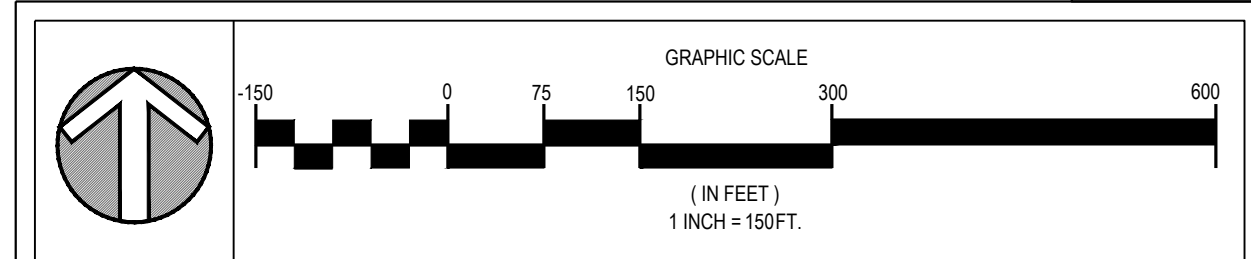 GRAPHIC SCALE
-150 0 75 150 300 600
( IN FEET )
1 INCH = 150FT.